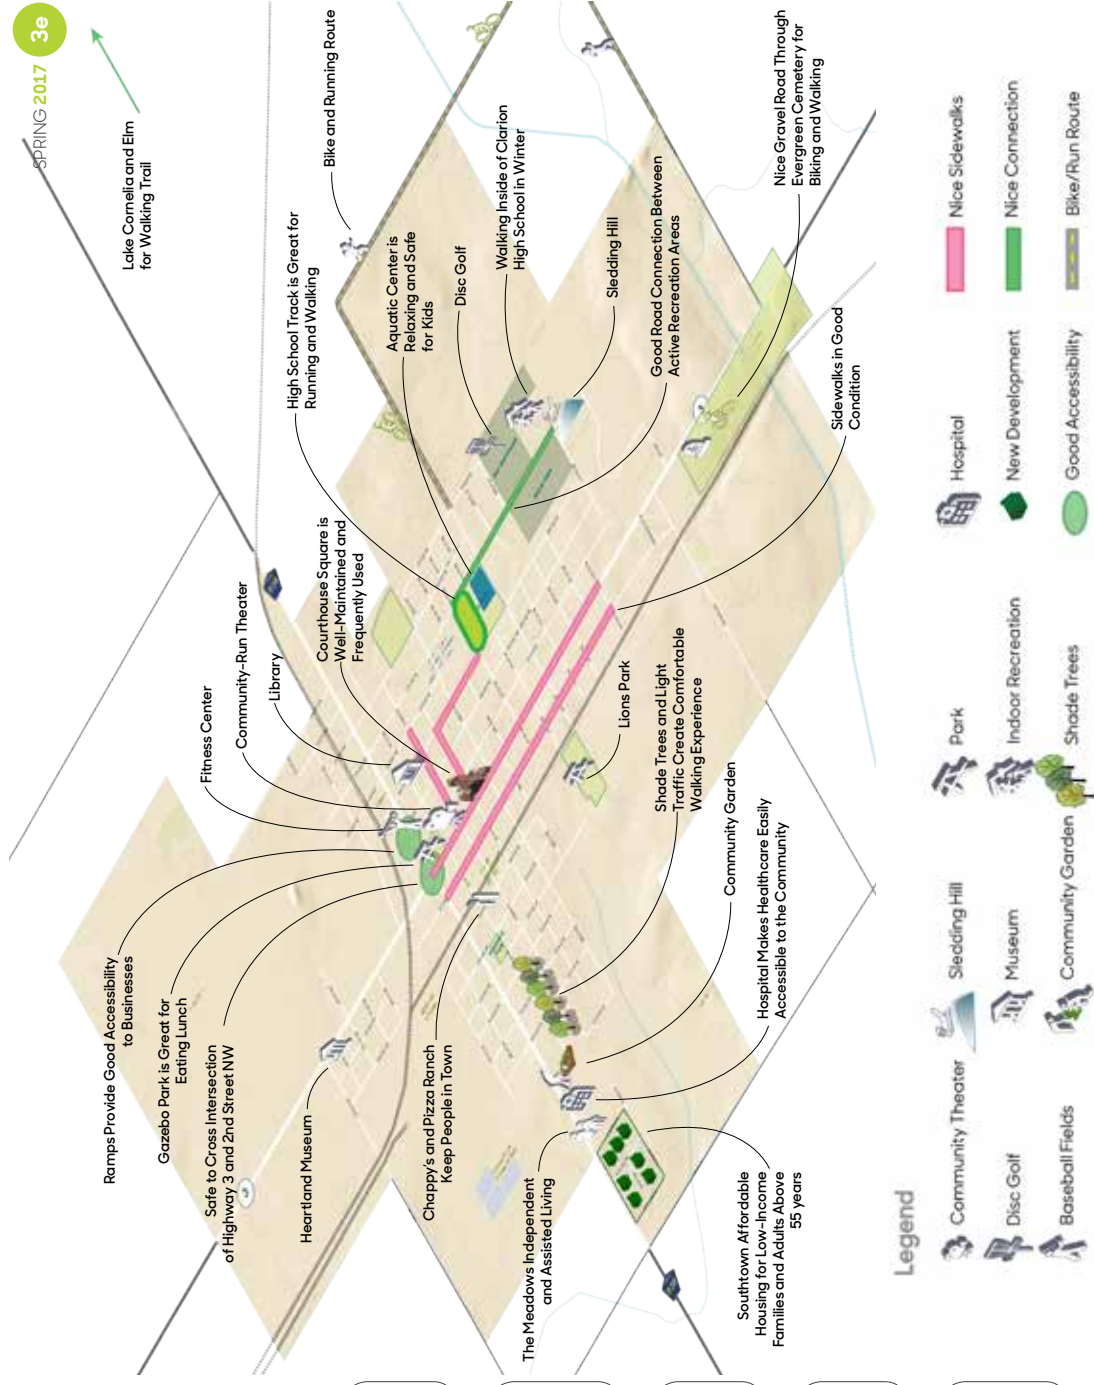 SPRING 2017 3e
Lake Cornelia and Elm
for Walking Trail
Bike and Running Route
High School Track is Great for
Running and Walking
Aquatic Center is
Relaxing and Safe
for Kids
Disc Golf
Walking Inside of Clarion
High School in Winter
Sledding Hill
Good Road Connection Between
Active Recreation Areas
Nice Gravel Road Through
Evergreen Cemetery for
Biking and Walking
Sidewalks in Good
Condition
Courthouse Square is
Well-Maintained and
Frequently Used
Community-Run Theater
Library
Fitness Center
Lions Park
Shade Trees and Light
Traffic Create Comfortable
Walking Experience
Community Garden
Hospital Makes Healthcare Easily
Accessible to the Community
Ramps Provide Good Accessibility
to Businesses
Gazebo Park is Great for
Eating Lunch
Safe to Cross Intersection
of Highway 3 and 2nd Street NW
Heartland Museum
Chappy's and Pizza Ranch
Keep People in Town
The Meadows Independent
and Assisted Living
Southtown Affordable
Housing for Low-Income
Families and Adults Above
55 years
Legend
Community Theater
Disc Golf
Baseball Fields
Sledding Hill
Museum
Community Garden
Park
Indoor Recreation
Shade Trees
Hospital
New Development
Good Accessibility
Nice Sidewalks
Nice Connection
Bike/Run Route